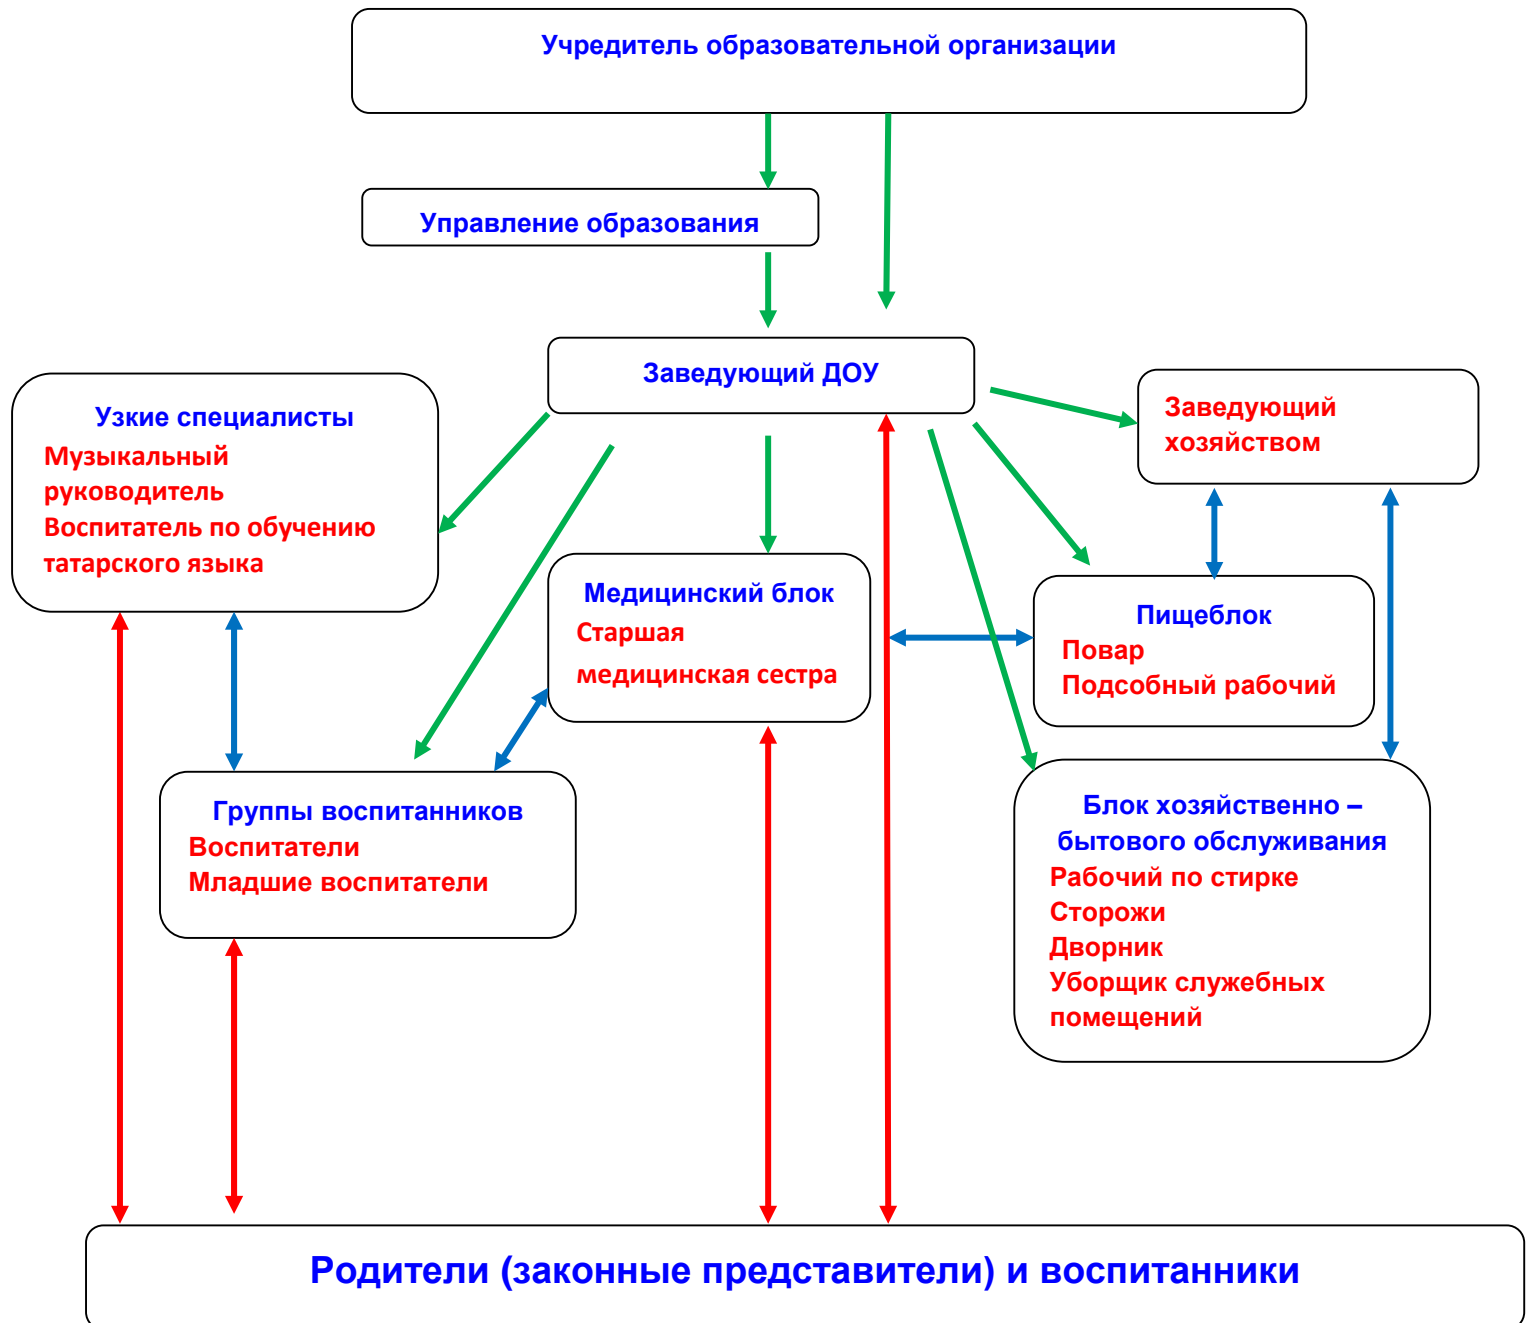 Учредитель образовательной организации
Управление образования
Заведующий ДОУ
Узкие специалисты
Музыкальный
руководитель
Воспитатель по обучению
татарского языка
Заведующий
хозяйством
Медицинский блок
Старшая
медицинская сестра
Пищеблок
Повар
Подсобный рабочий
Группы воспитанников
Воспитатели
Младшие воспитатели
Блок хозяйственно –
бытового обслуживания
Рабочий по стирке
Сторожи
Дворник
Уборщик служебных
помещений
Родители (законные представители) и воспитанники